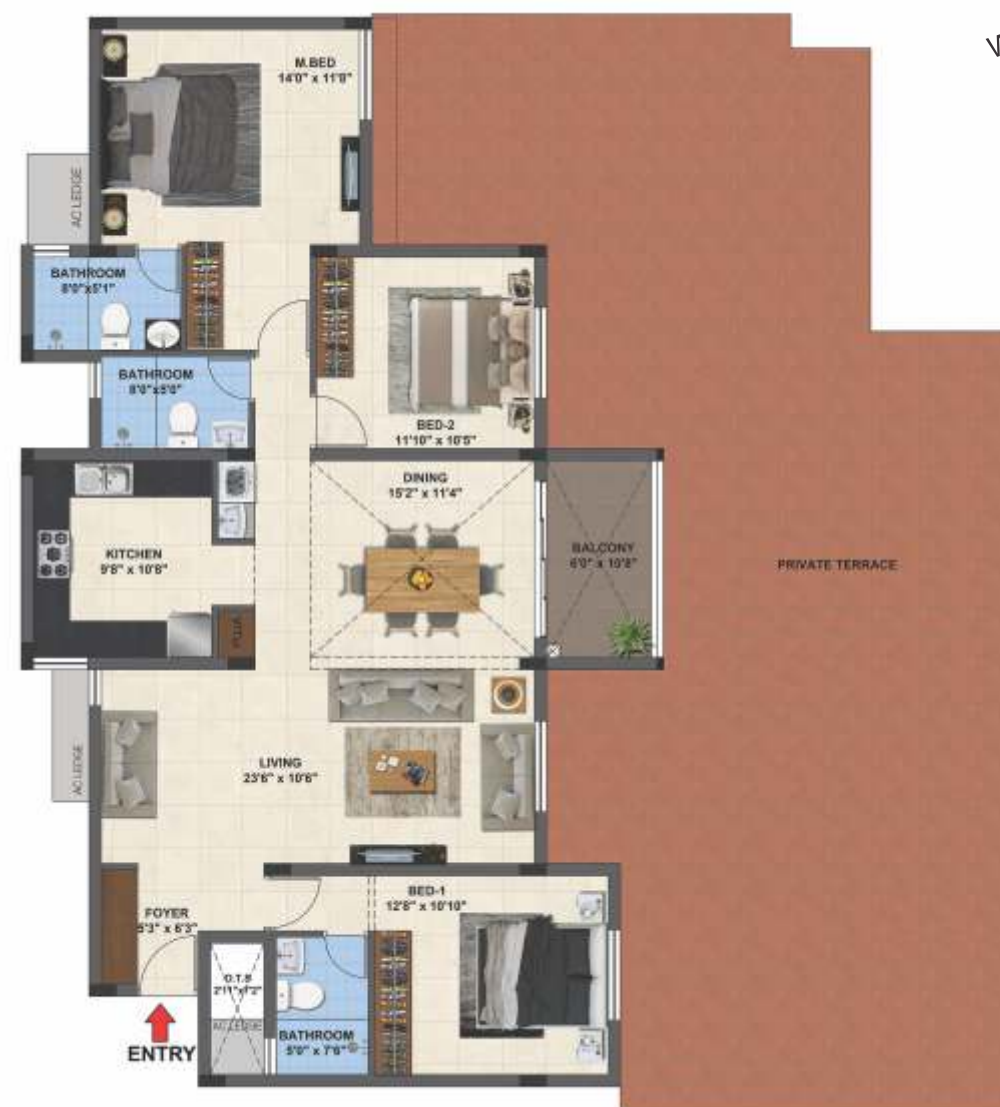 M.BED
14'0" x 11'0"
AC LEDGE
BATHROOM
8'0"x5'1"
BATHROOM
8'0"x5'0"
BED-2
11'10" x 10'5"
DINING
15'2" x 11'4"
KITCHEN
9'8" x 10'8"
BALCONY
6'0" x 10'8"
PRIVATE TERRACE
LIVING
23'6" x 10'6"
AC LEDGE
BED-1
12'8" x 10'10"
FOYER
5'3" x 6'3"
O.T.S
AC LEDGE
BATHROOM
5'0" x 7'6"
ENTRY